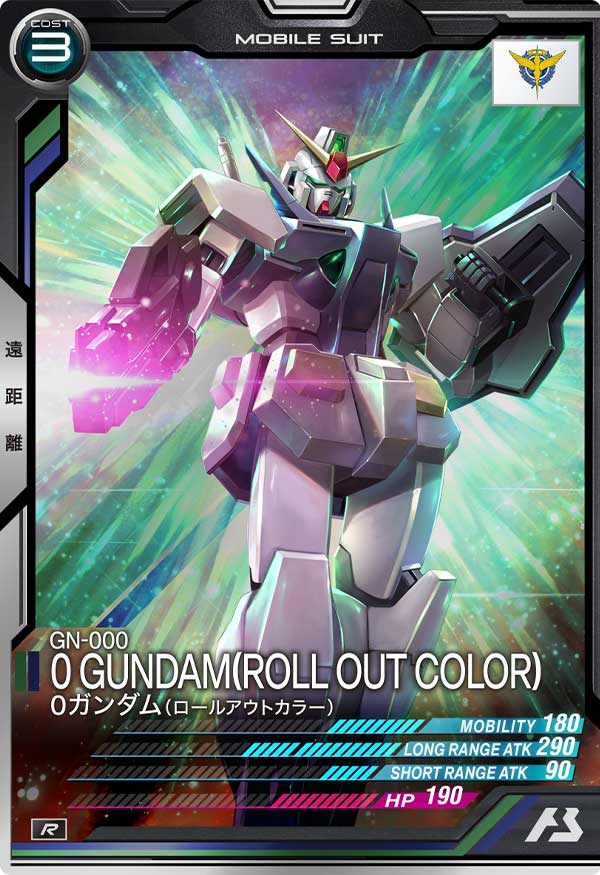 COST
3
MOBILE SUIT
遠距離
GN-000
0 GUNDAM(ROLL OUT COLOR)
0ガンダム(ロールアウトカラー)
MOBILITY 180
LONG RANGE ATK 290
SHORT RANGE ATK 90
HP 190
R